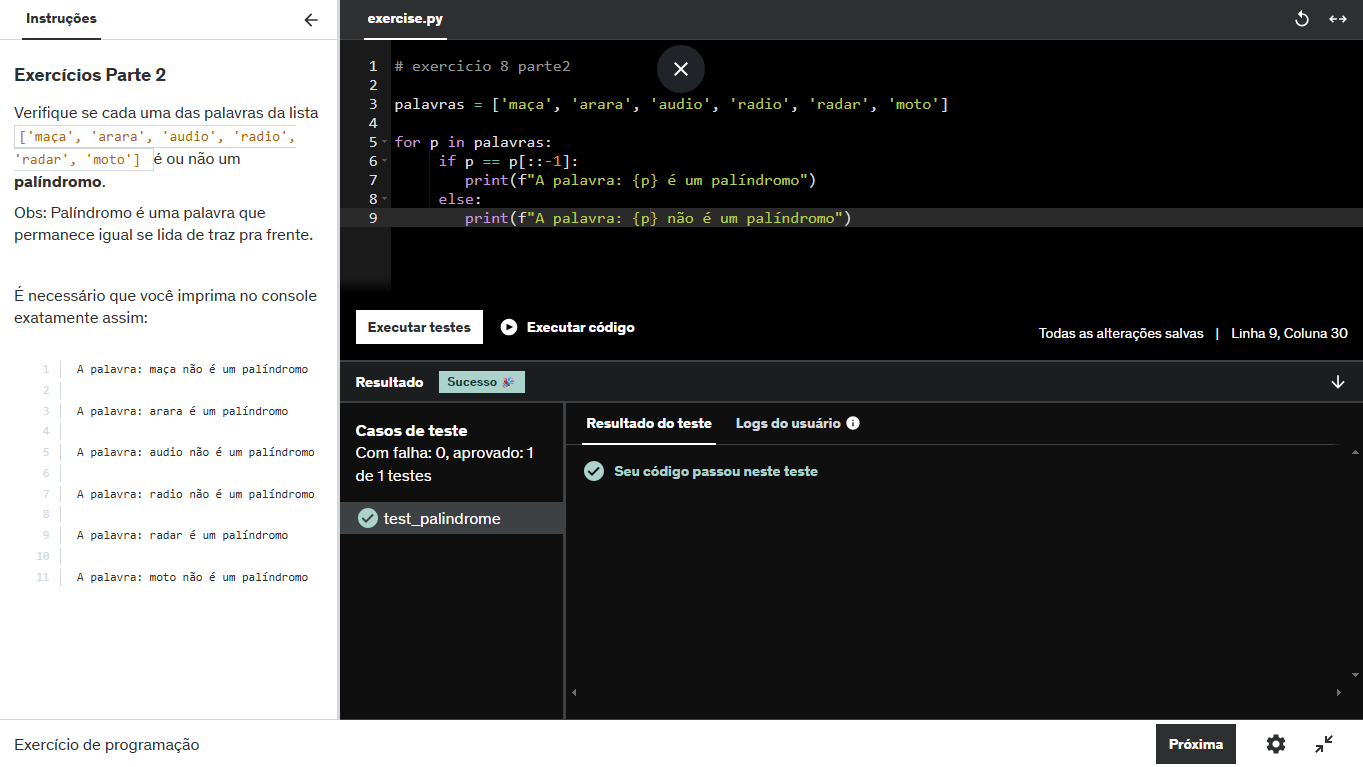 Instruções
Exercícios Parte 2
Verifique se cada uma das palavras da lista
['maça', 'arara', 'audio', 'radio',
'radar', 'moto'] é ou não um
palíndromo.
Obs: Palíndromo é uma palavra que
permanece igual se lida de traz pra frente.
É necessário que você imprima no console
exatamente assim:
1 A palavra: maça não é um palíndromo
2
3 A palavra: arara é um palíndromo
4
5 A palavra: audio não é um palíndromo
6
7 A palavra: radio não é um palíndromo
8
9 A palavra: radar é um palíndromo
10
11 A palavra: moto não é um palíndromo
exercise.py
1 # exercicio 8 parte2
2
3 palavras = ['maça', 'arara', 'audio', 'radio', 'radar', 'moto']
4
5 for p in palavras:
6 if p == p[::-1]:
7 print(f"A palavra: {p} é um palíndromo")
8 else:
9 print(f"A palavra: {p} não é um palíndromo")
Executar testes
Executar código
Todas as alterações salvas | Linha 9, Coluna 30
Resultado
Sucesso 🎉
Casos de teste
Com falha: 0, aprovado: 1
de 1 testes
test_palindrome
Resultado do teste
Logs do usuário
Seu código passou neste teste
Exercício de programação
Próxima